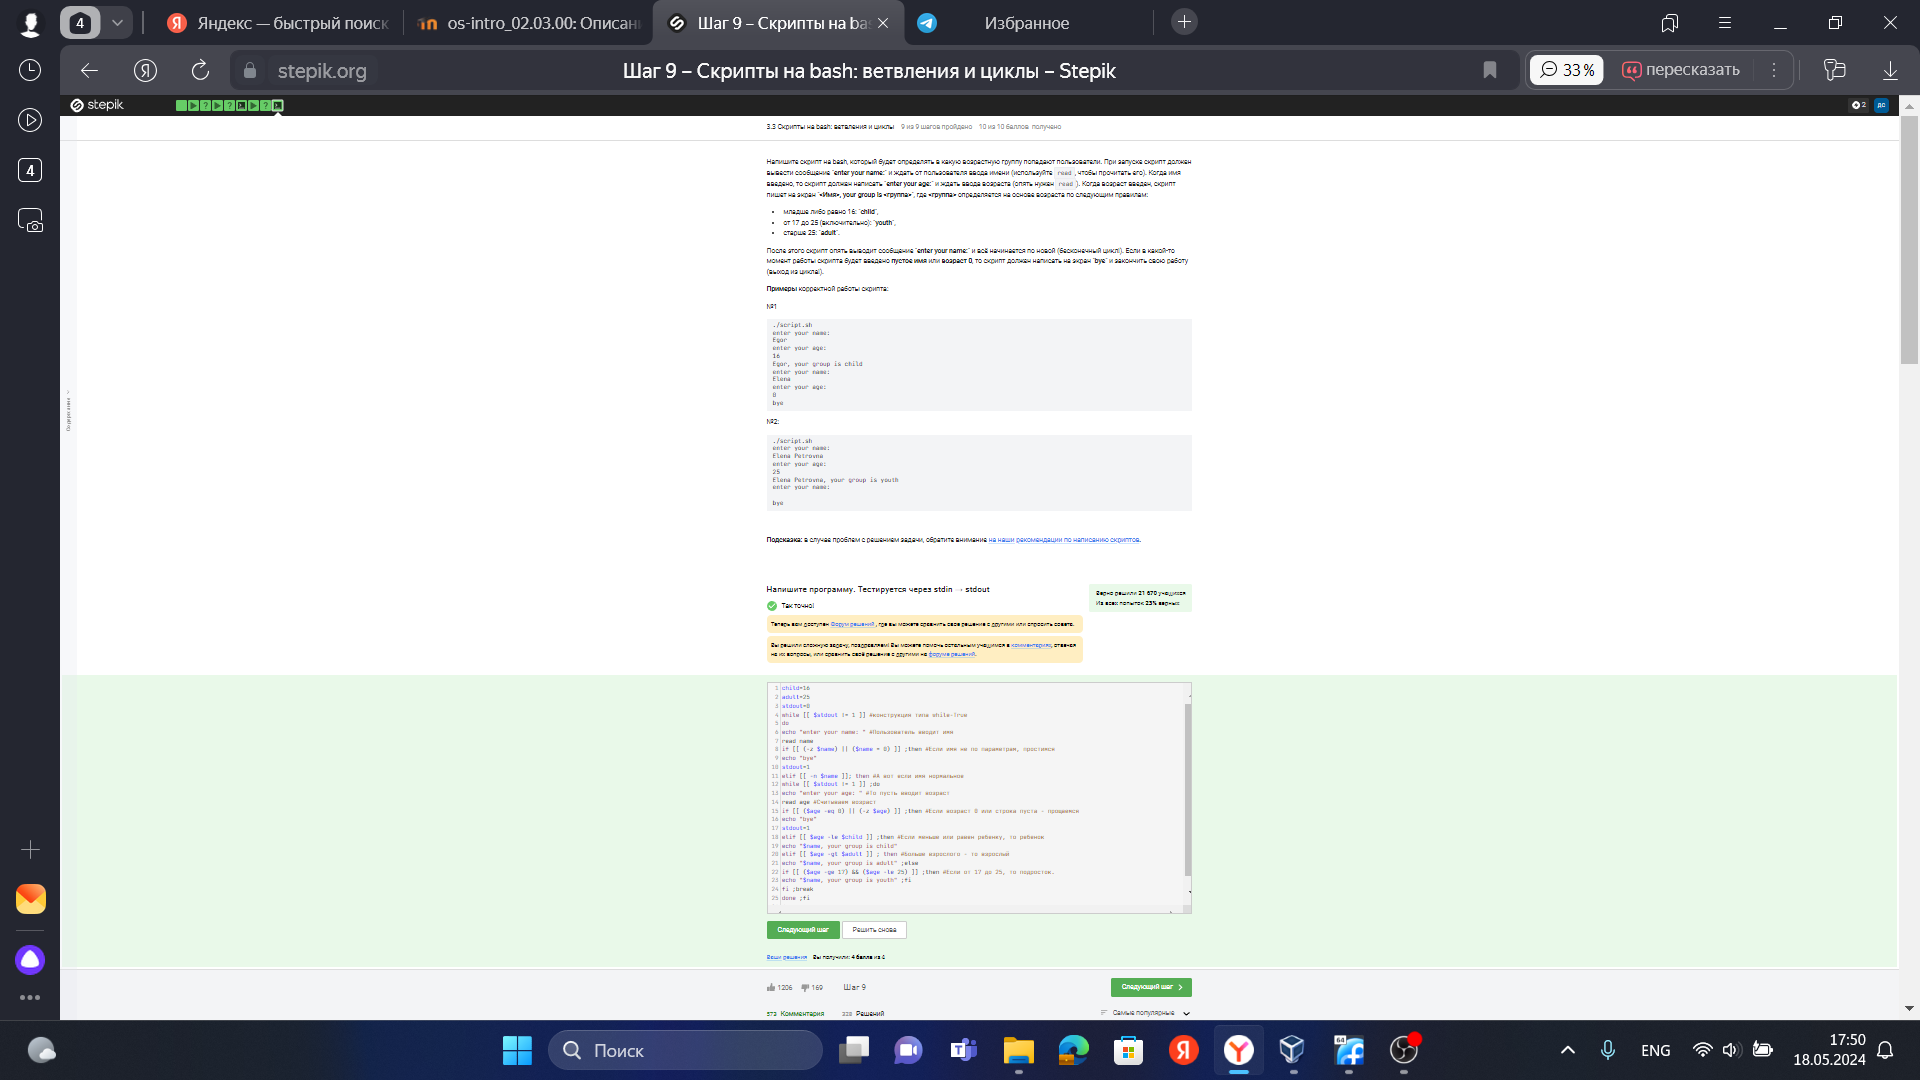 4
Яндекс — быстрый поиск
os-intro_02.03.00: Описан
Шаг 9 – Скрипты на ba
Избранное
stepik.org
Шаг 9 – Скрипты на bash: ветвления и циклы – Stepik
33 %
пересказать
stepik
2
ДС
4
3.3 Скрипты на bash: ветвления и циклы 9 из 9 шагов пройдено 10 из 10 баллов получено
Содержание
Напишите скрипт на bash, который будет определять в какую возрастную группу попадают пользователи. При запуске скрипт должен
вывести сообщение "enter your name:" и ждать от пользователя ввода имени (используйте read , чтобы прочитать его). Когда имя
введено, то скрипт должен написать "enter your age:" и ждать ввода возраста (опять нужен read ). Когда возраст введен, скрипт
пишет на экран "<Имя>, your group is <группа>", где <группа> определяется на основе возраста по следующим правилам:
• младше либо равно 16: "child",
• от 17 до 25 (включительно): "youth",
• старше 25: "adult".
После этого скрипт опять выводит сообщение "enter your name:" и всё начинается по новой (бесконечный цикл!). Если в какой-то
момент работы скрипта будет введено пустое имя или возраст 0, то скрипт должен написать на экран "bye" и закончить свою работу
(выход из цикла!).
Примеры корректной работы скрипта:
№1
./script.sh
enter your name:
Egor
enter your age:
16
Egor, your group is child
enter your name:
Elena
enter your age:
0
bye
№2:
./script.sh
enter your name:
Elena Petrovna
enter your age:
25
Elena Petrovna, your group is youth
enter your name:
bye
Подсказка: в случае проблем с решением задачи, обратите внимание на наши рекомендации по написанию скриптов.
Напишите программу. Тестируется через stdin → stdout
Верно решили 21 670 учащихся
Из всех попыток 23% верных
Так точно!
Теперь вам доступен Форум решений, где вы можете сравнить свое решение с другими или спросить совета.
Вы решили сложную задачу, поздравляем! Вы можете помочь остальным учащимся в комментариях, отвечая
на их вопросы, или сравнить своё решение с другими на форуме решений.
1 child=16
2 adult=25
3 stdout=0
4 while [[ $stdout != 1 ]] #конструкция типа while-True
5 do
6 echo "enter your name: " #Пользователь вводит имя
7 read name
8 if [[ (-z $name) || ($name = 0) ]] ;then #Если имя не по параметрам, простимся
9 echo "bye"
10 stdout=1
11 elif [[ -n $name ]]; then #А вот если имя нормальное
12 while [[ $stdout != 1 ]] ;do
13 echo "enter your age: " #То пусть вводит возраст
14 read age #Считываем возраст
15 if [[ ($age -eq 0) || (-z $age) ]] ;then #Если возраст 0 или строка пуста - прощаемся
16 echo "bye"
17 stdout=1
18 elif [[ $age -le $child ]] ;then #Если меньше или равен ребенку, то ребенок
19 echo "$name, your group is child"
20 elif [[ $age -gt $adult ]] ; then #больше взрослого - то взрослый
21 echo "$name, your group is adult" ;else
22 if [[ ($age -ge 17) && ($age -le 25) ]] ;then #Если от 17 до 25, то подросток.
23 echo "$name, your group is youth" ;fi
24 fi ;break
25 done ;fi
Следующий шаг
Решить снова
Ваши решения Вы получили: 4 балла из 4
1206 169 Шаг 9
Следующий шаг
573 Комментария 328 Решений
Самые популярные
Поиск
ENG
17:50
18.05.2024